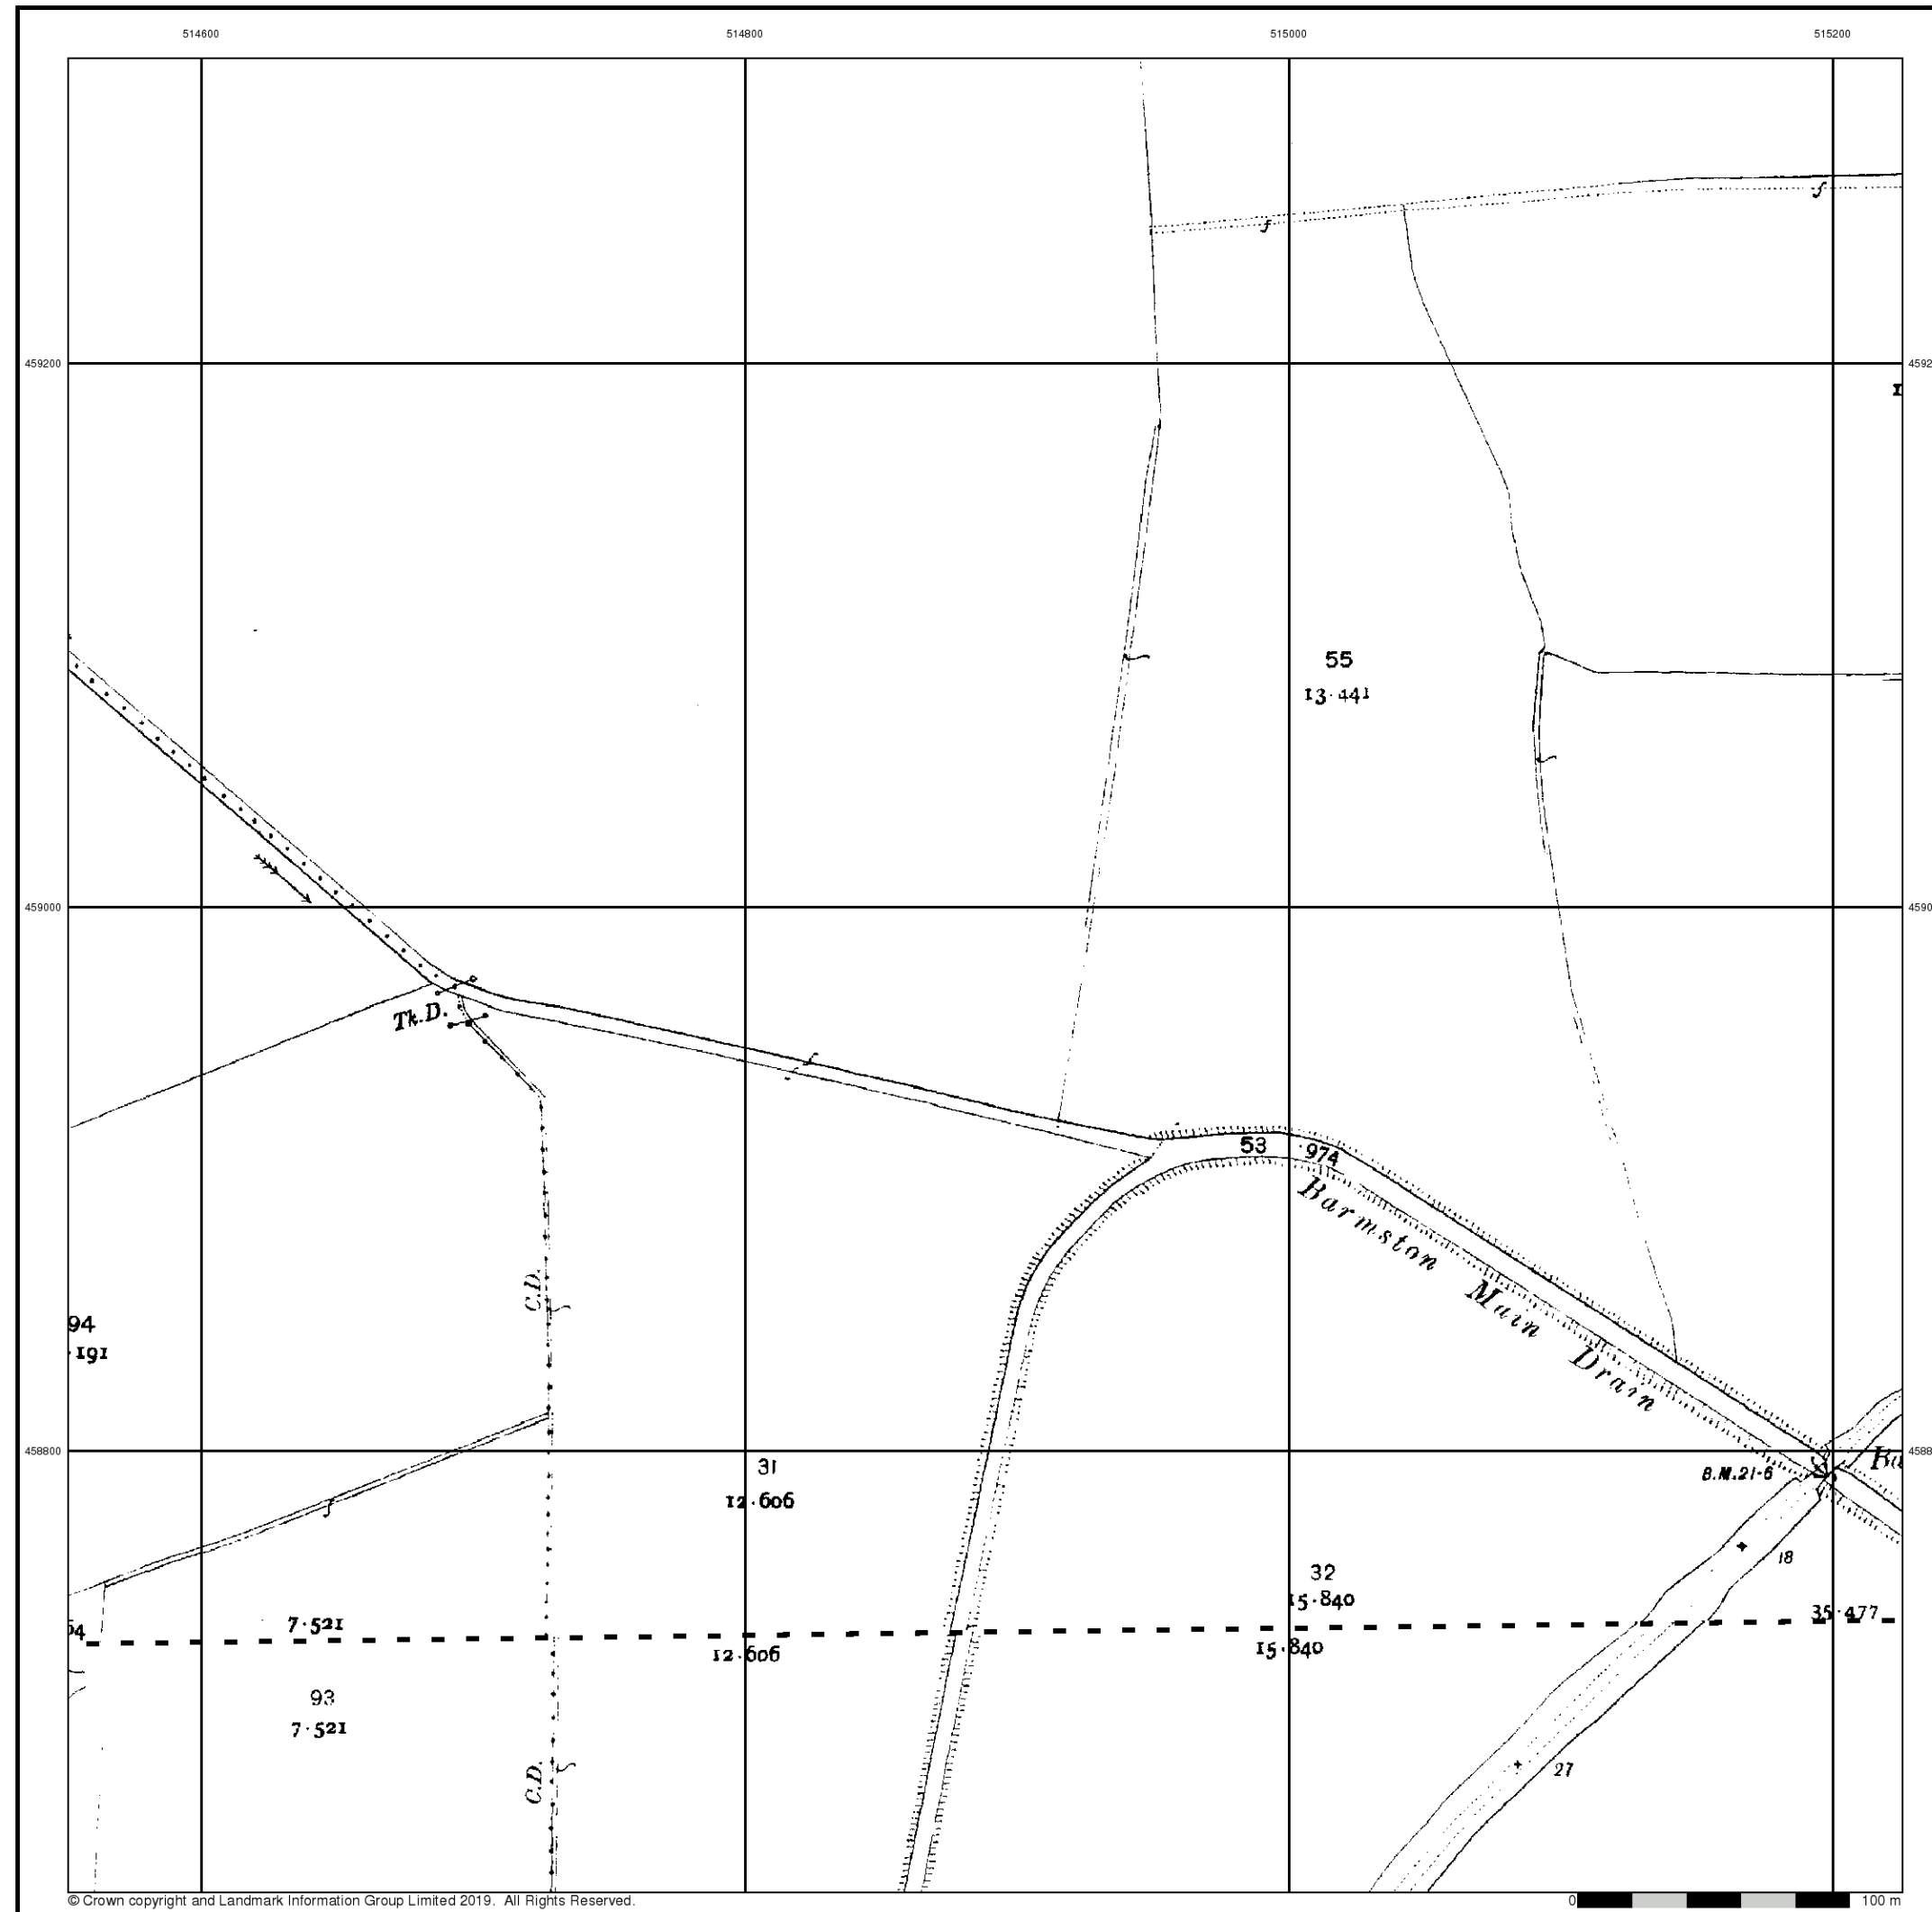 514600 514800 515000 515200
459200
55
13·441
459000
Tk.D.
53 ·974
Barmston Main Drain
C.D.
94
·191
458800
31
12·606
B.M.21·6
18
32
15·840
7·521
35·477
12·606
15·840
93
7·521
27
C.D.
© Crown copyright and Landmark Information Group Limited 2019. All Rights Reserved.
0 100 m